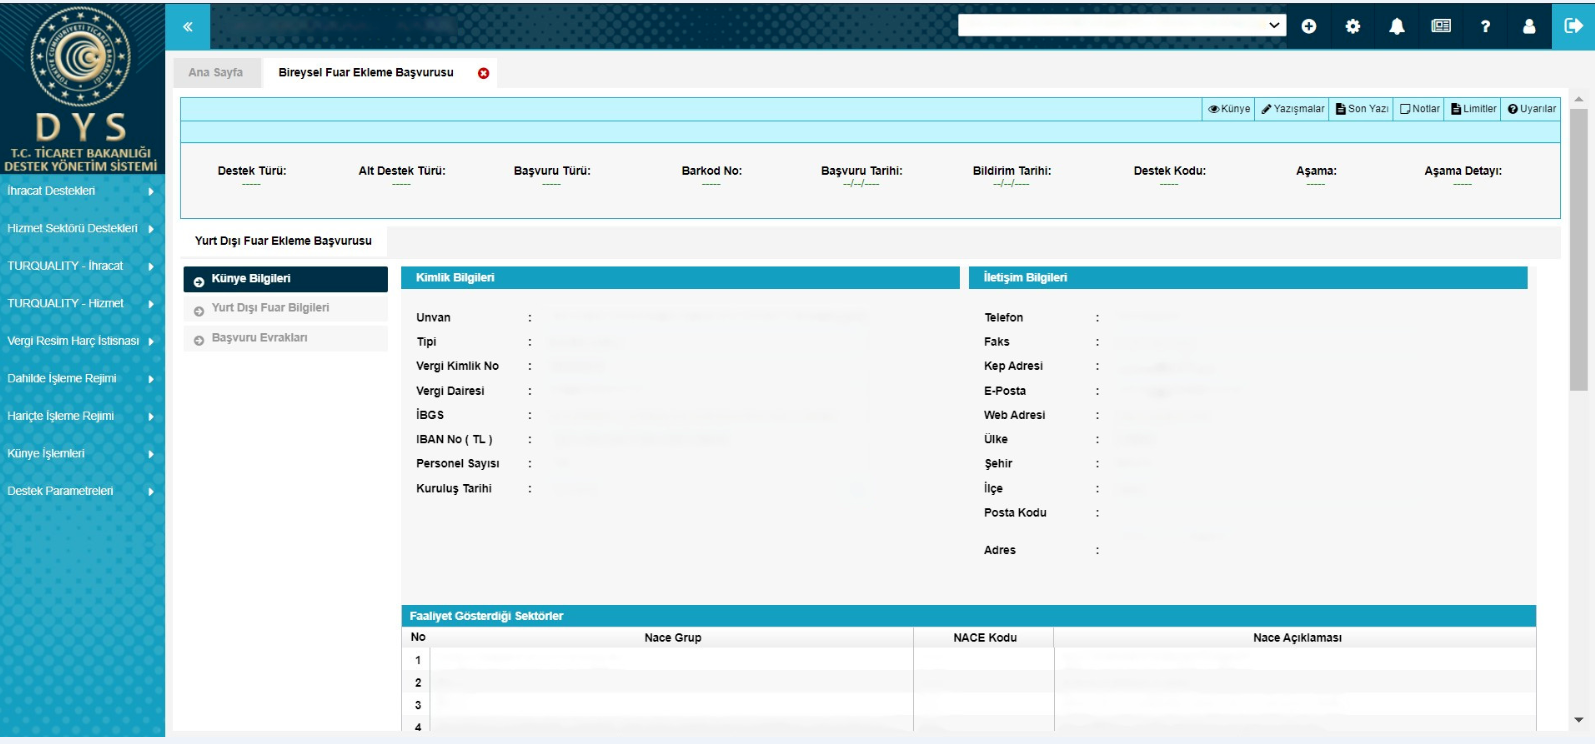 DYS
T.C. TİCARET BAKANLIĞI
DESTEK YÖNETİM SİSTEMİ
İhracat Destekleri
Hizmet Sektörü Destekleri
TURQUALITY - İhracat
TURQUALITY - Hizmet
Vergi Resim Harç İstisnası
Dahilde İşleme Rejimi
Hariçte İşleme Rejimi
Künye İşlemleri
Destek Parametreleri
Ana Sayfa
Bireysel Fuar Ekleme Başvurusu
Künye Yazışmalar Son Yazı Notlar Limitler Uyarılar
Destek Türü: Alt Destek Türü: Başvuru Türü: Barkod No: Başvuru Tarihi: Bildirim Tarihi: Destek Kodu: Aşama: Aşama Detayı:
----- ----- ----- ----- --/--/---- --/--/---- ----- ----- -----
Yurt Dışı Fuar Ekleme Başvurusu
Künye Bilgileri
Yurt Dışı Fuar Bilgileri
Başvuru Evrakları
Kimlik Bilgileri
Unvan :
Tipi :
Vergi Kimlik No :
Vergi Dairesi :
İBGS :
IBAN No ( TL ) :
Personel Sayısı :
Kuruluş Tarihi :
İletişim Bilgileri
Telefon :
Faks :
Kep Adresi :
E-Posta :
Web Adresi :
Ülke :
Şehir :
İlçe :
Posta Kodu :
Adres :
Faaliyet Gösterdiği Sektörler
No Nace Grup NACE Kodu Nace Açıklaması
1
2
3
4